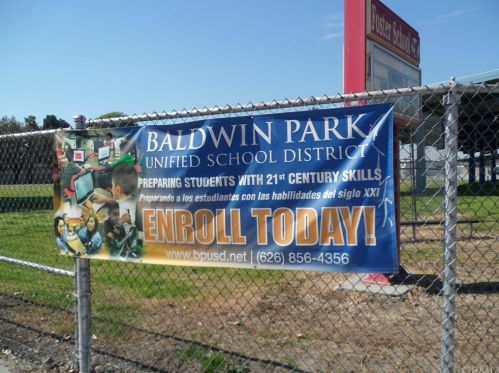 Foster School
BALDWIN PARK
UNIFIED SCHOOL DISTRICT
PREPARING STUDENTS WITH 21st CENTURY SKILLS
Preparando a los estudiantes con las habilidades del siglo XXI
ENROLL TODAY!
www.bpusd.net | (626) 856-4356